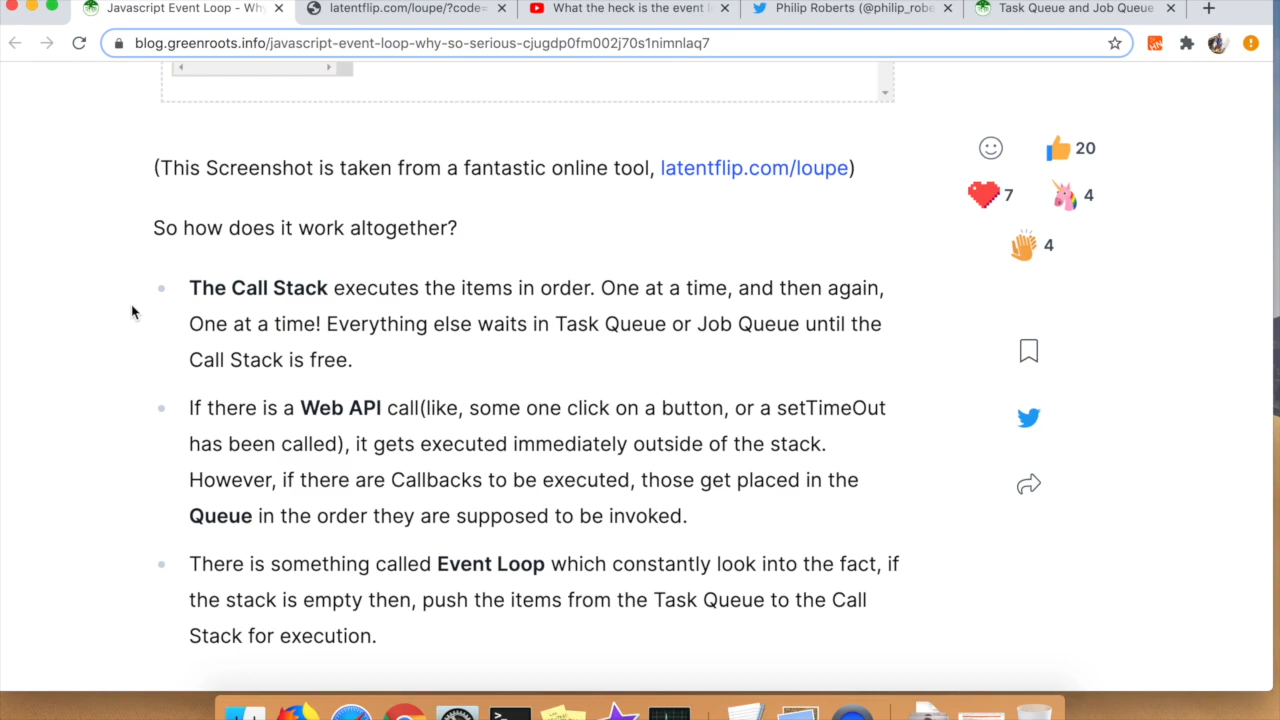 Javascript Event Loop - Why
latentflip.com/loupe/?code=
What the heck is the event l
Philip Roberts (@philip_robe
Task Queue and Job Queue
blog.greenroots.info/javascript-event-loop-why-so-serious-cjugdp0fm002j70s1nimnlaq7
(This Screenshot is taken from a fantastic online tool, latentflip.com/loupe)
20
7
4
4
So how does it work altogether?
The Call Stack executes the items in order. One at a time, and then again,
One at a time! Everything else waits in Task Queue or Job Queue until the
Call Stack is free.
If there is a Web API call(like, some one click on a button, or a setTimeOut
has been called), it gets executed immediately outside of the stack.
However, if there are Callbacks to be executed, those get placed in the
Queue in the order they are supposed to be invoked.
There is something called Event Loop which constantly look into the fact, if
the stack is empty then, push the items from the Task Queue to the Call
Stack for execution.